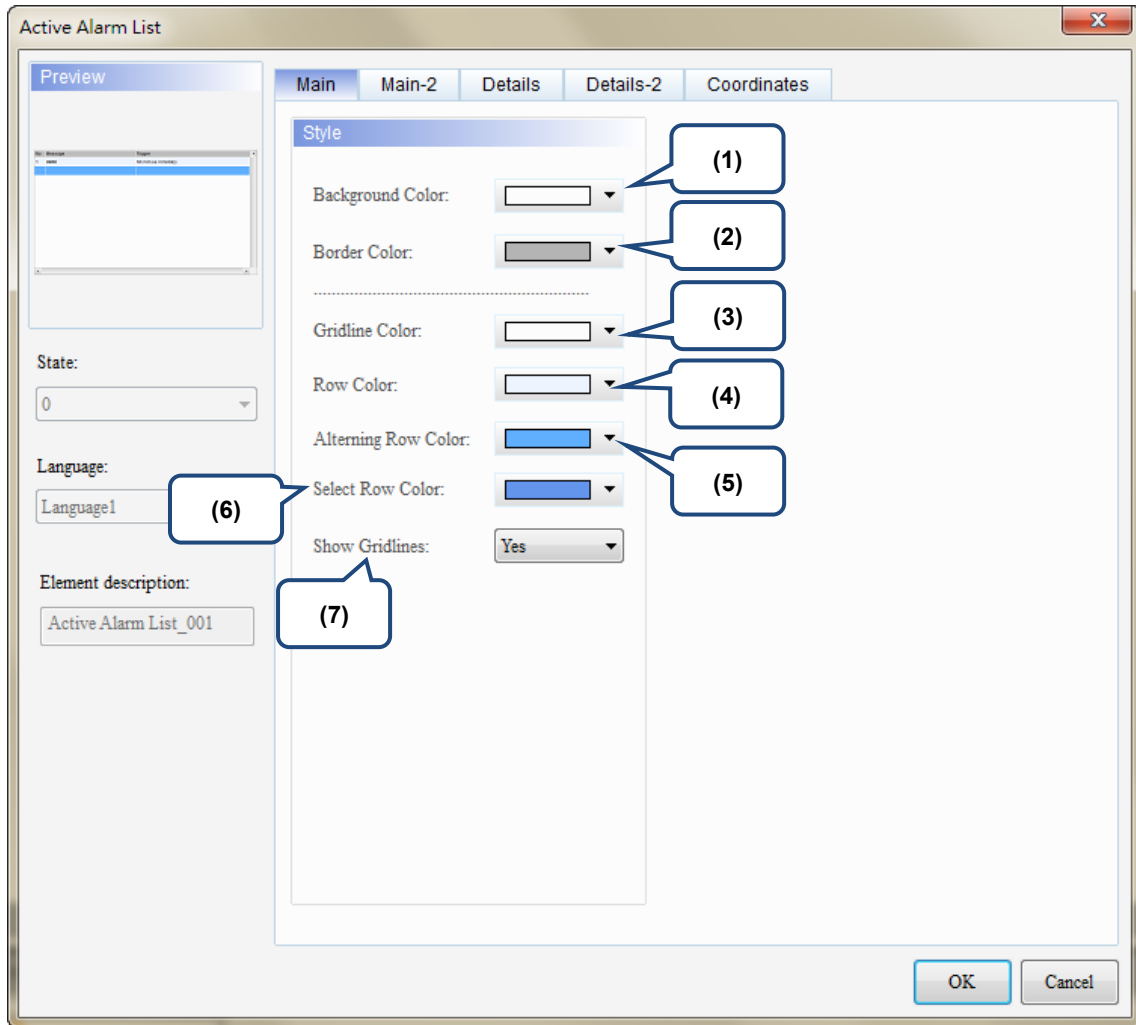 Active Alarm List
x
Preview
Main
Main-2
Details
Details-2
Coordinates
Style
Background Color:
(1)
Border Color:
(2)
Gridline Color:
(3)
Row Color:
(4)
Alterning Row Color:
(5)
Select Row Color:
(6)
Show Gridlines:
Yes
(7)
State:
0
Language:
Language1
Element description:
Active Alarm List_001
OK
Cancel